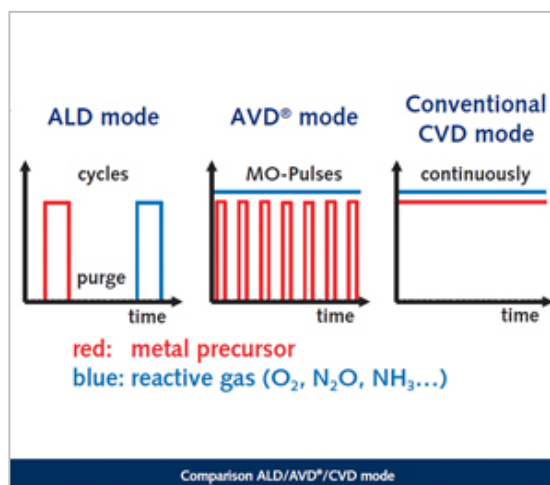 ALD mode
AVD® mode
Conventional
CVD mode
cycles
MO-Pulses
continuously
purge
time
time
time
red: metal precursor
blue: reactive gas (O₂, N₂O, NH₃...)
Comparison ALD/AVD®/CVD mode